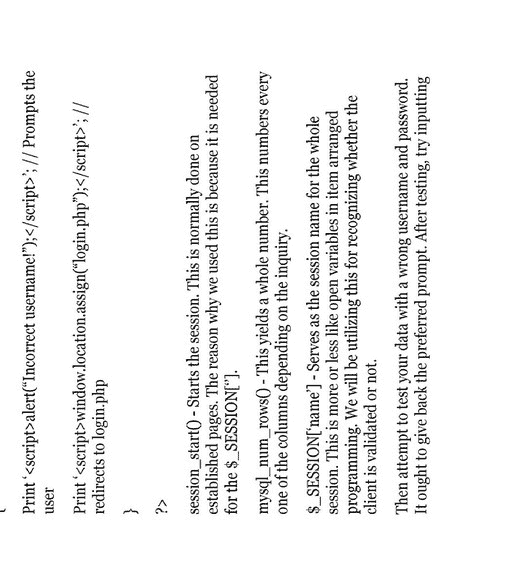 {
Print ‘<script>alert(“Incorrect username!”);</script>’; // Prompts the
user
Print ‘<script>window.location.assign(“login.php”);</script>’; //
redirects to login.php
}
?>
session_start() - Starts the session. This is normally done on
established pages. The reason why we used this is because it is needed
for the $_SESSION[‘’].
mysql_num_rows() - This yields a whole number. This numbers every
one of the columns depending on the inquiry.
$_SESSION[‘name’] - Serves as the session name for the whole
session. This is more or less like open variables in item arranged
programming. We will be utilizing this for recognizing whether the
client is validated or not.
Then attempt to test your data with a wrong username and password.
It ought to give back the preferred prompt. After testing, try inputting